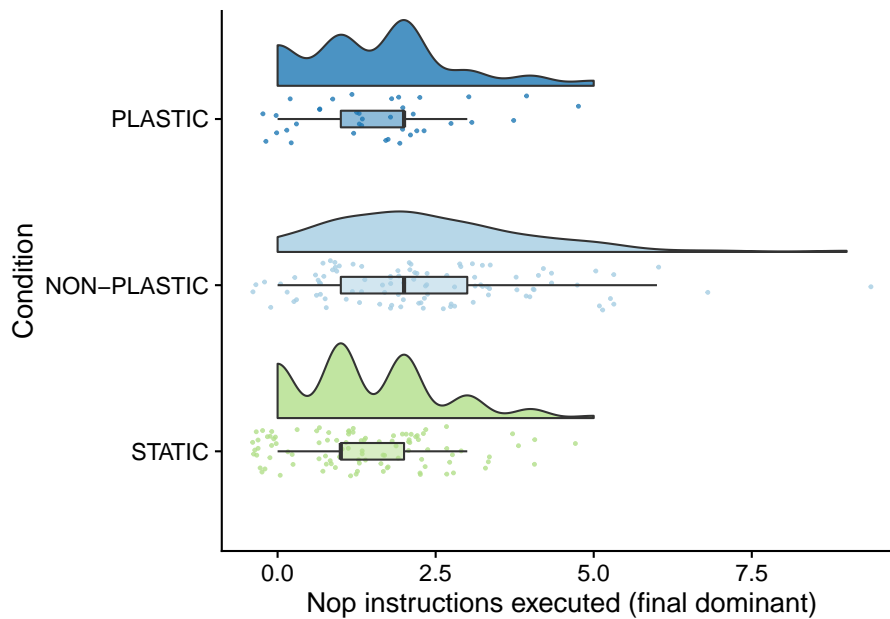 Condition
PLASTIC
NON−PLASTIC
STATIC
0.0 2.5 5.0 7.5
Nop instructions executed (final dominant)